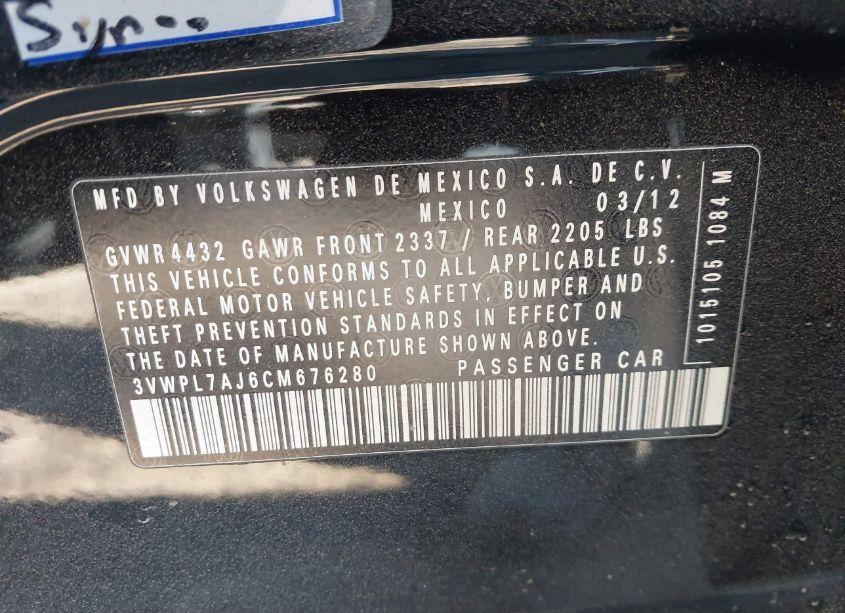 Syn
MFD BY VOLKSWAGEN DE MEXICO S.A. DE C.V.
MEXICO 03/12
GVWR 4432 GAWR FRONT 2337 / REAR 2205 LBS
THIS VEHICLE CONFORMS TO ALL APPLICABLE U.S.
FEDERAL MOTOR VEHICLE SAFETY, BUMPER AND
THEFT PREVENTION STANDARDS IN EFFECT ON
THE DATE OF MANUFACTURE SHOWN ABOVE.
3VWPL7AJ6CM676280 PASSENGER CAR
1015105 1084 M